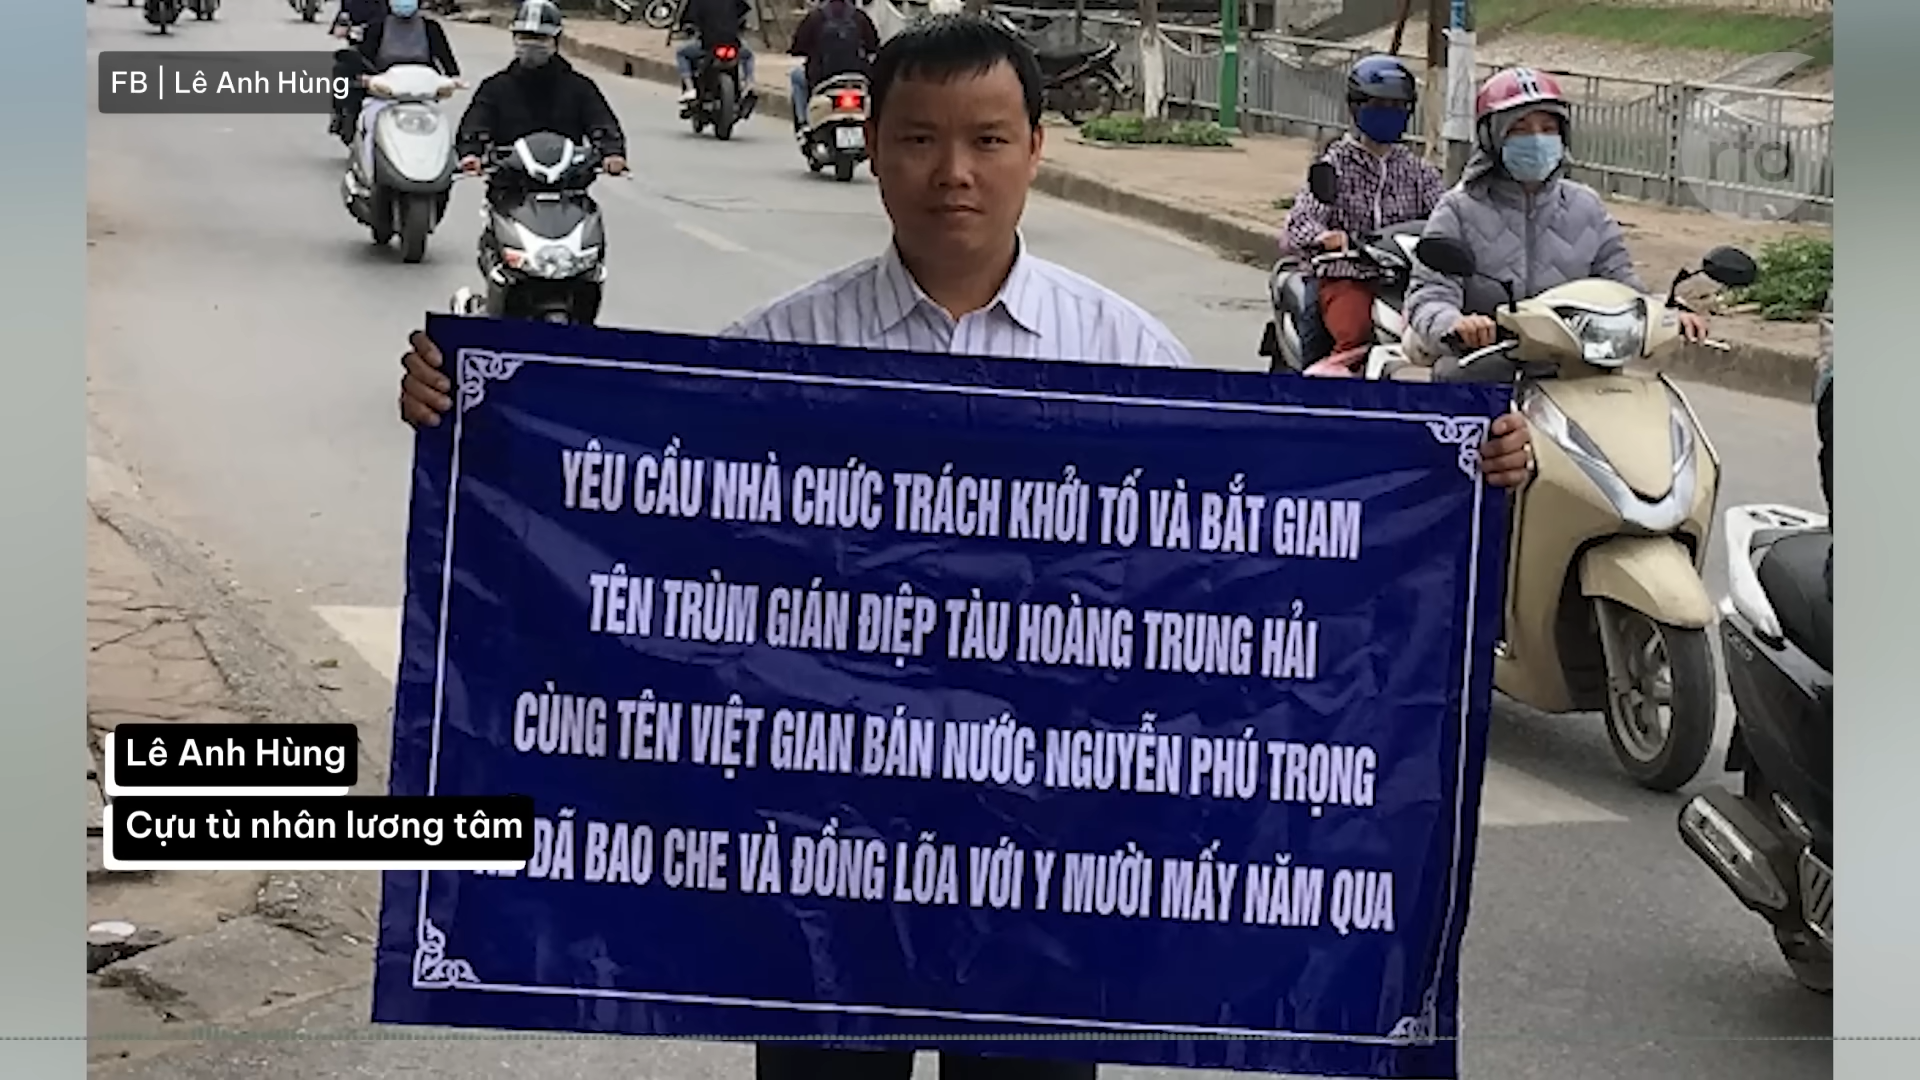 FB | Lê Anh Hùng
rfa
YÊU CẦU NHÀ CHỨC TRÁCH KHỞI TỐ VÀ BẮT GIAM
TÊN TRÙM GIÁN ĐIỆP TÀU HOÀNG TRUNG HẢI
CÙNG TÊN VIỆT GIAN BÁN NƯỚC NGUYỄN PHÚ TRỌNG
ĐÃ BAO CHE VÀ ĐỒNG LÕA VỚI Y MƯỜI MẤY NĂM QUA
Lê Anh Hùng
Cựu tù nhân lương tâm